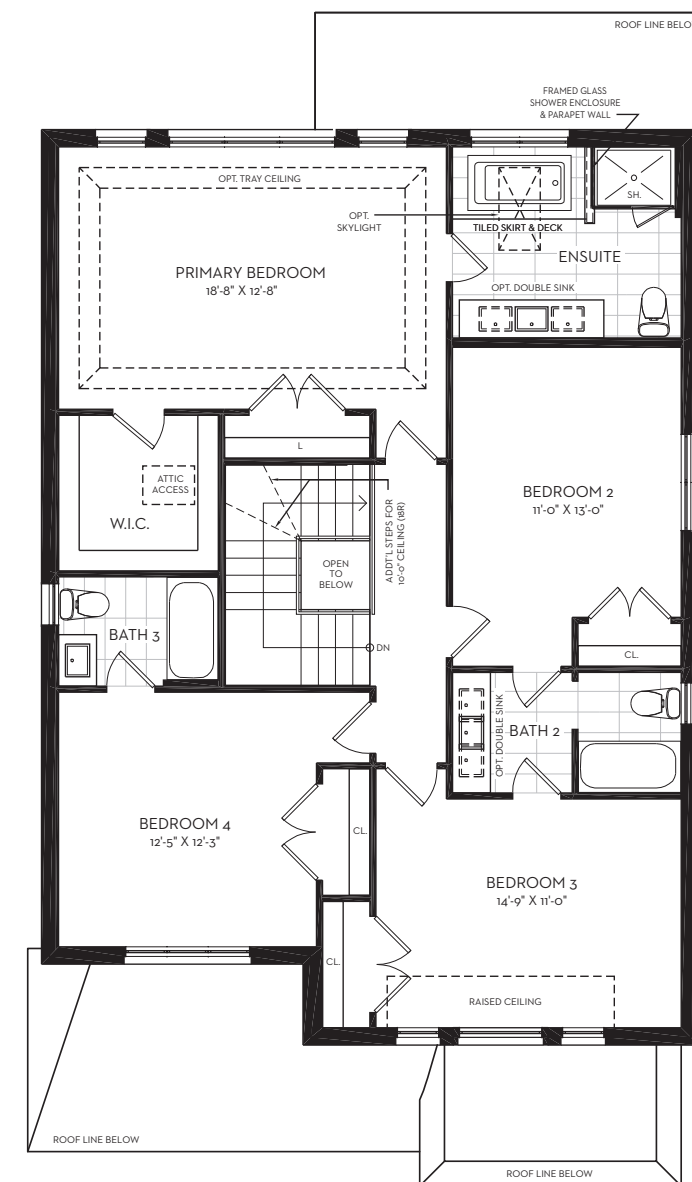 ROOF LINE BELO
FRAMED GLASS
SHOWER ENCLOSURE
& PARAPET WALL
OPT. TRAY CEILING
SH.
OPT.
SKYLIGHT
TILED SKIRT & DECK
ENSUITE
PRIMARY BEDROOM
18'-8" X 12'-8"
OPT. DOUBLE SINK
L
ATTIC
ACCESS
W.I.C.
BEDROOM 2
11'-0" X 13'-0"
ADDT'L STEPS FOR
10'-0" CEILING (18R)
OPEN
TO
BELOW
BATH 3
DN
CL.
OPT. DOUBLE SINK
BATH 2
BEDROOM 4
12'-5" X 12'-3"
CL.
BEDROOM 3
14'-9" X 11'-0"
CL.
RAISED CEILING
ROOF LINE BELOW
ROOF LINE BELOW